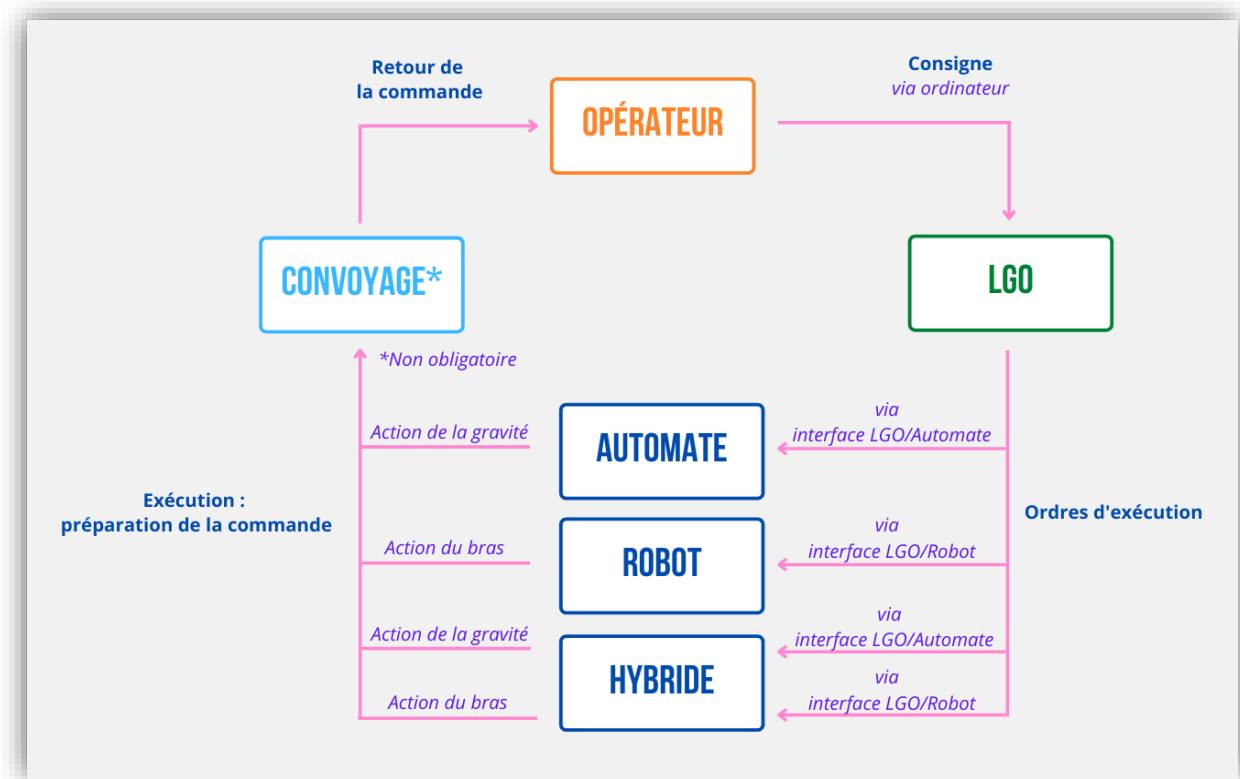 Retour de
la commande
OPÉRATEUR
Consigne
via ordinateur
CONVOYAGE*
LGO
*Non obligatoire
Action de la gravité
AUTOMATE
via
interface LGO/Automate
Exécution :
préparation de la commande
Ordres d'exécution
Action du bras
ROBOT
via
interface LGO/Robot
Action de la gravité
HYBRIDE
via
interface LGO/Automate
Action du bras
via
interface LGO/Robot